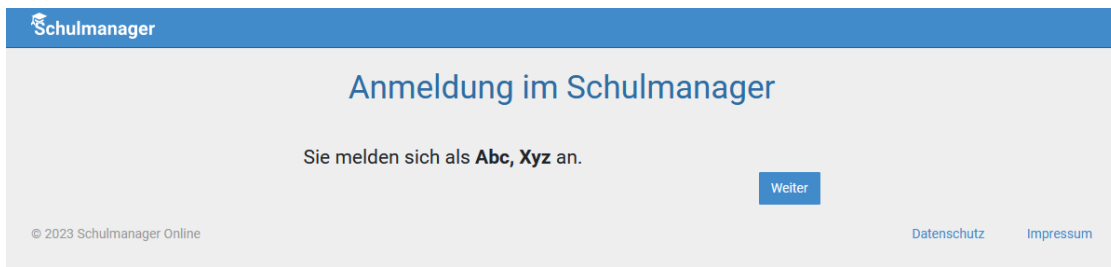 Schulmanager
Anmeldung im Schulmanager
Sie melden sich als Abc, Xyz an.
Weiter
© 2023 Schulmanager Online
Datenschutz Impressum